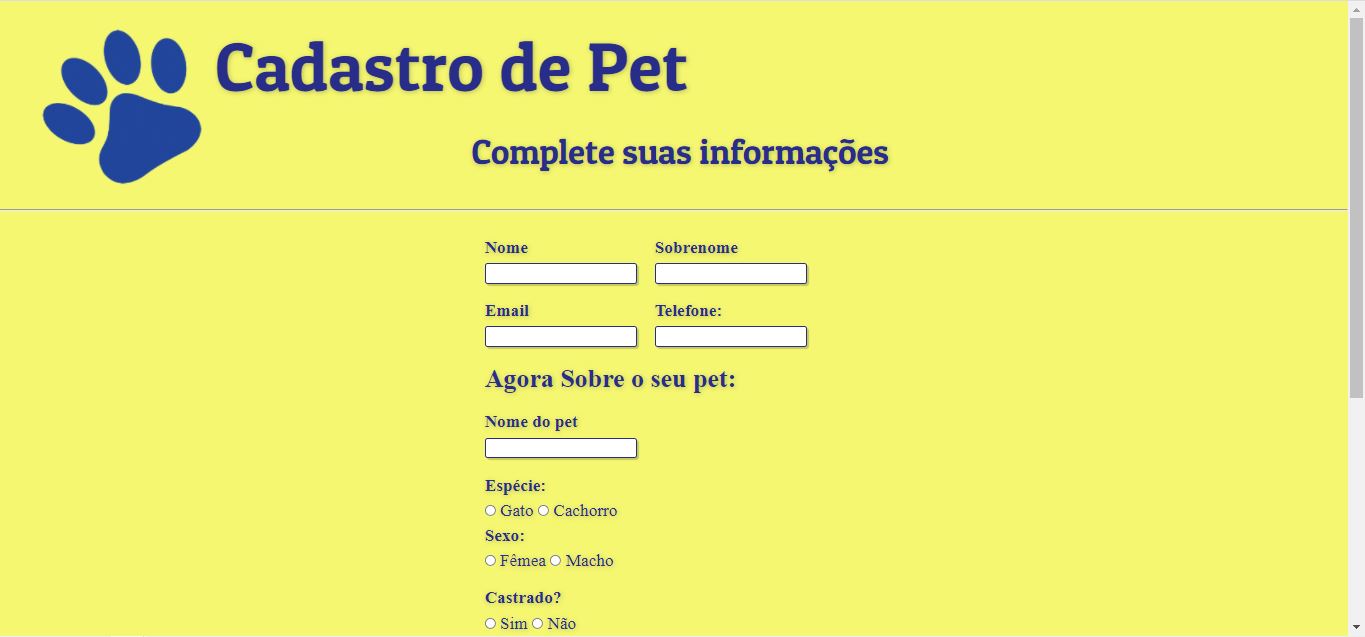 Cadastro de Pet
Complete suas informações
Nome Sobrenome
Email Telefone:
Agora Sobre o seu pet:
Nome do pet
Espécie:
Gato Cachorro
Sexo:
Fêmea Macho
Castrado?
Sim Não